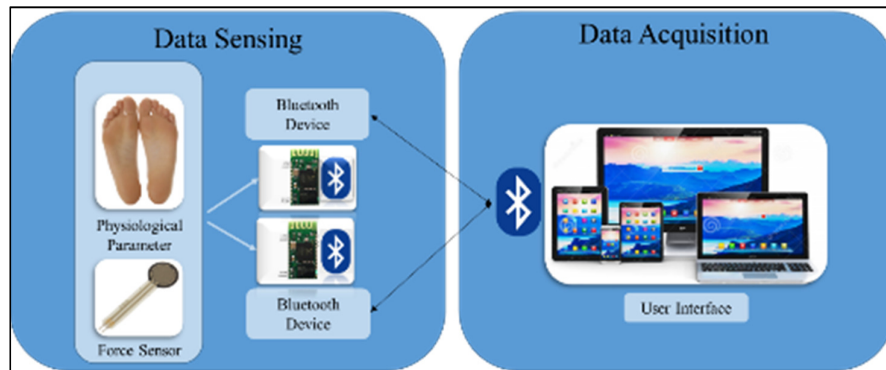 Data Sensing
Physiological
Parameter
Force Sensor
Bluetooth
Device
Bluetooth
Device
Data Acquisition
User Interface